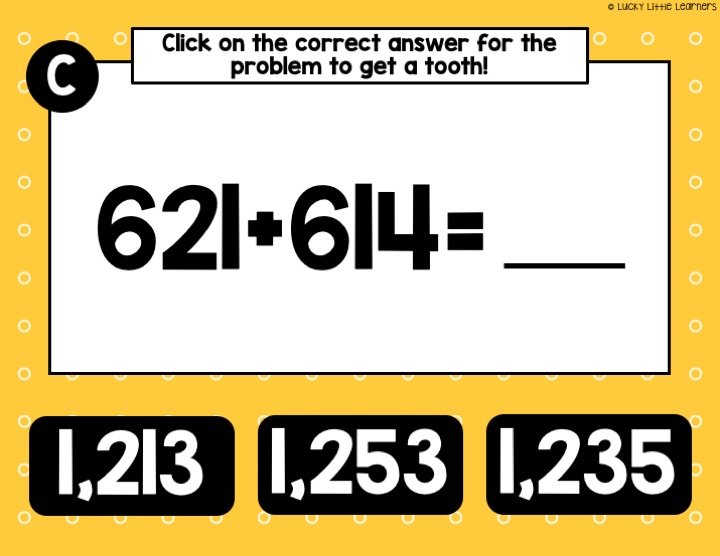 © Lucky Little Learners
Click on the correct answer for the
problem to get a tooth!
C
621+614= ___
1,213
1,253
1,235